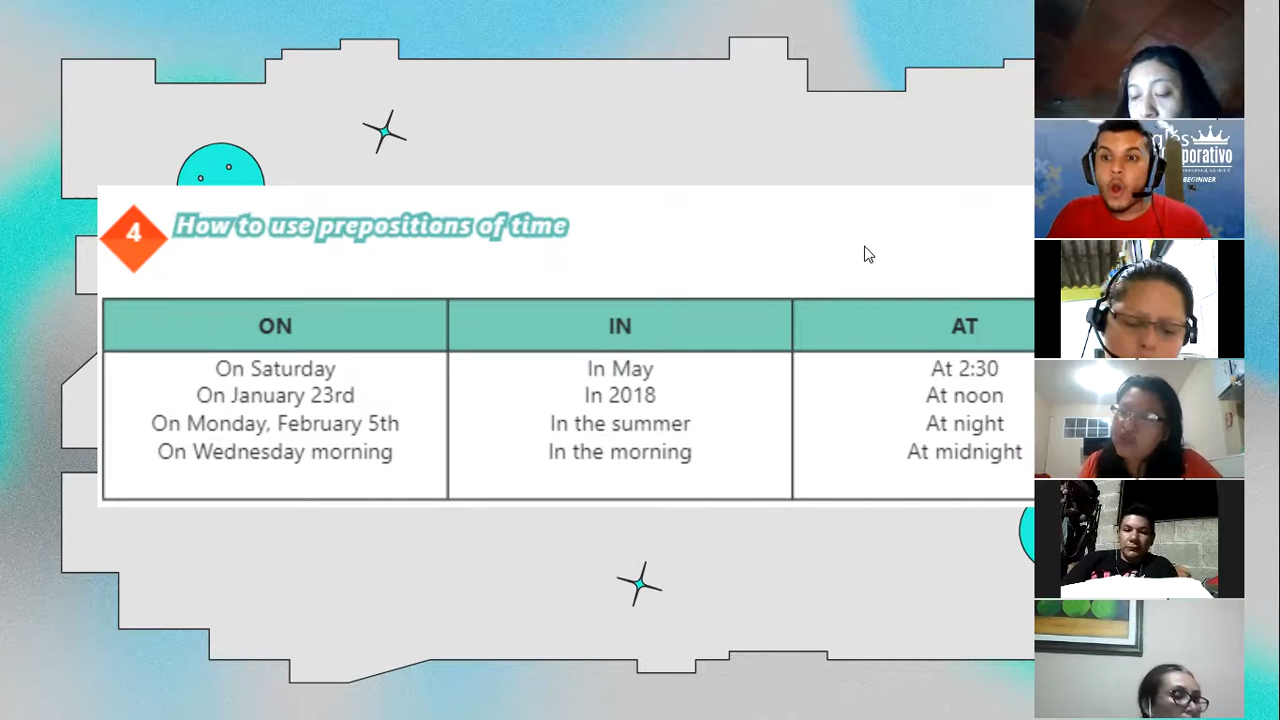 4
How to use prepositions of time
ON IN AT
On Saturday In May At 2:30
On January 23rd In 2018 At noon
On Monday, February 5th In the summer At night
On Wednesday morning In the morning At midnight
porativo
BEGINNER